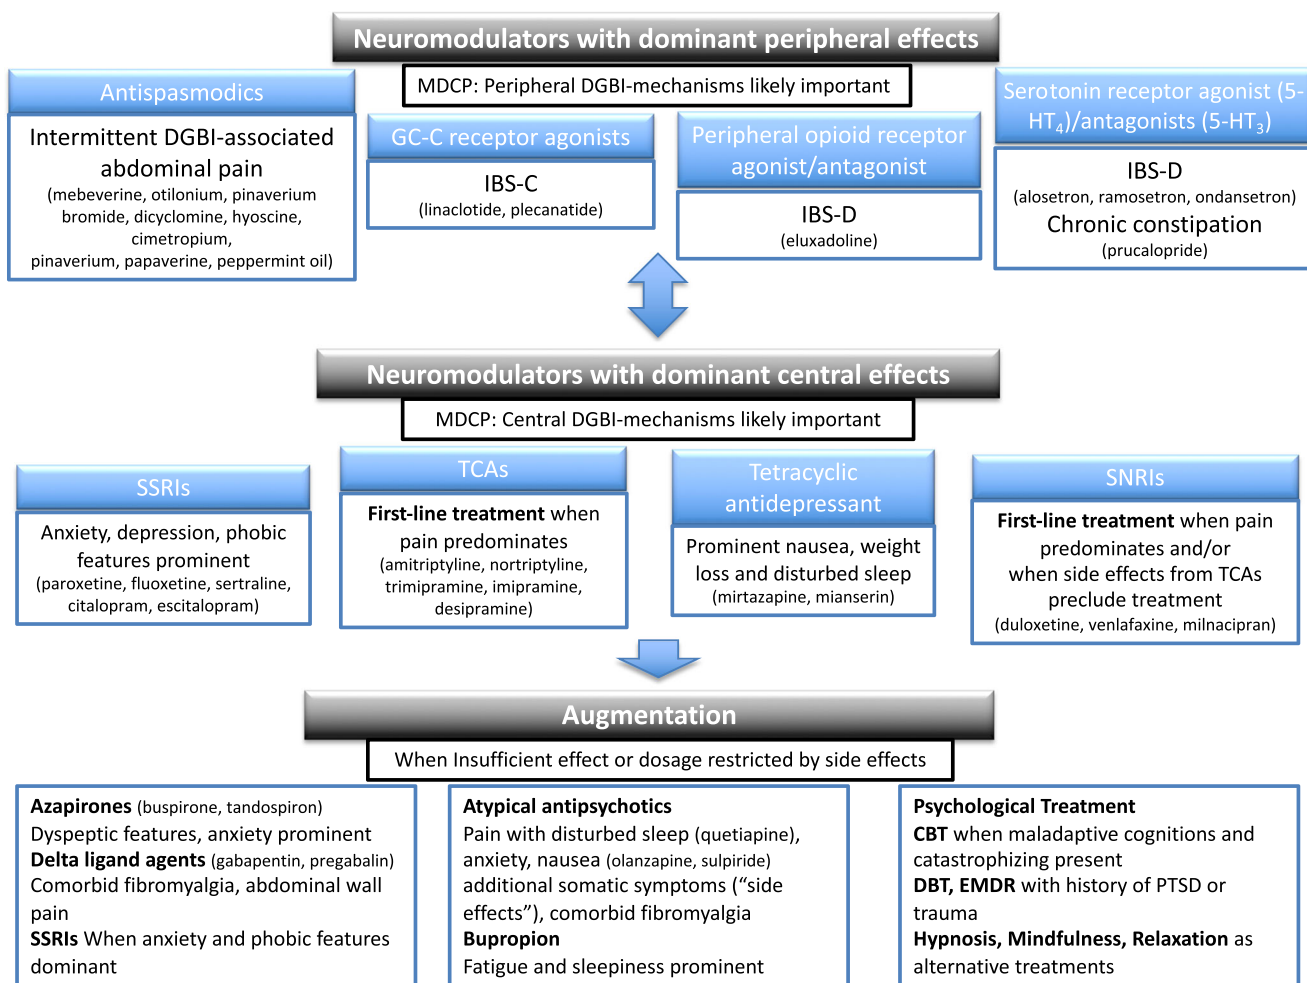 Neuromodulators with dominant peripheral effects
MDCP: Peripheral DGBI-mechanisms likely important
Antispasmodics
Intermittent DGBI-associated
abdominal pain
(mebeverine, otilonium, pinaverium
bromide, dicyclomine, hyoscine,
cimetropium,
pinaverium, papaverine, peppermint oil)
GC-C receptor agonists
IBS-C
(linaclotide, plecanatide)
Peripheral opioid receptor
agonist/antagonist
IBS-D
(eluxadoline)
Serotonin receptor agonist (5-
HT4)/antagonists (5-HT3)
IBS-D
(alosetron, ramosetron, ondansetron)
Chronic constipation
(prucalopride)
Neuromodulators with dominant central effects
MDCP: Central DGBI-mechanisms likely important
SSRIs
Anxiety, depression, phobic
features prominent
(paroxetine, fluoxetine, sertraline,
citalopram, escitalopram)
TCAs
First-line treatment when
pain predominates
(amitriptyline, nortriptyline,
trimipramine, imipramine,
desipramine)
Tetracyclic
antidepressant
Prominent nausea, weight
loss and disturbed sleep
(mirtazapine, mianserin)
SNRIs
First-line treatment when pain
predominates and/or
when side effects from TCAs
preclude treatment
(duloxetine, venlafaxine, milnacipran)
Augmentation
When Insufficient effect or dosage restricted by side effects
Azapirones (buspirone, tandospiron)
Dyspeptic features, anxiety prominent
Delta ligand agents (gabapentin, pregabalin)
Comorbid fibromyalgia, abdominal wall
pain
SSRIs When anxiety and phobic features
dominant
Atypical antipsychotics
Pain with disturbed sleep (quetiapine),
anxiety, nausea (olanzapine, sulpiride)
additional somatic symptoms (“side
effects”), comorbid fibromyalgia
Bupropion
Fatigue and sleepiness prominent
Psychological Treatment
CBT when maladaptive cognitions and
catastrophizing present
DBT, EMDR with history of PTSD or
trauma
Hypnosis, Mindfulness, Relaxation as
alternative treatments